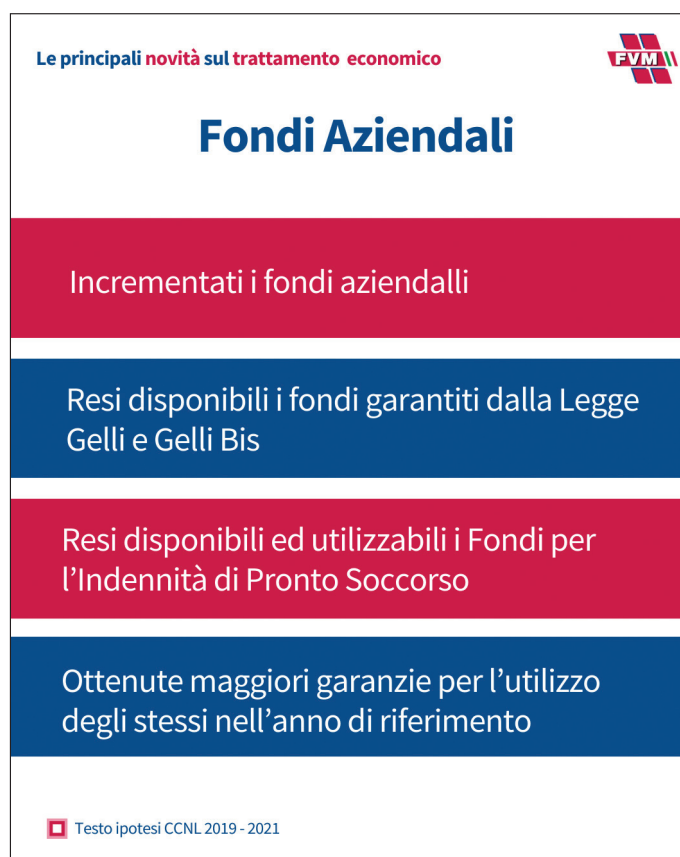 Le principali novità sul trattamento economico
FVM
Fondi Aziendali
Incrementati i fondi aziendalli
Resi disponibili i fondi garantiti dalla Legge
Gelli e Gelli Bis
Resi disponibili ed utilizzabili i Fondi per
l’Indennità di Pronto Soccorso
Ottenute maggiori garanzie per l’utilizzo
degli stessi nell’anno di riferimento
Testo ipotesi CCNL 2019 - 2021